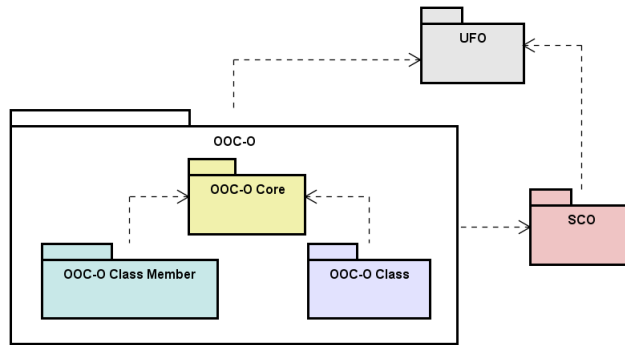 UFO
OOC-O
OOC-O Core
SCO
OOC-O Class Member
OOC-O Class